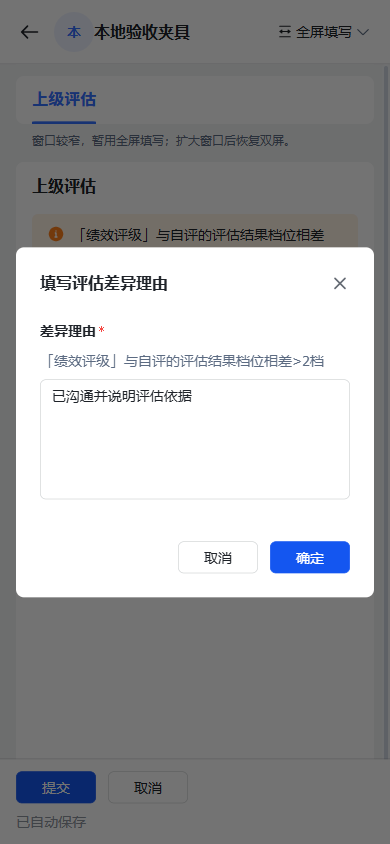 本 本地验收夹具 全屏填写
上级评估
窗口较窄，暂用全屏填写；扩大窗口后恢复双屏。
上级评估
「绩效评级」与自评的评估结果档位相差
填写评估差异理由
差异理由*
「绩效评级」与自评的评估结果档位相差>2档
已沟通并说明评估依据
取消 确定
提交 取消
已自动保存